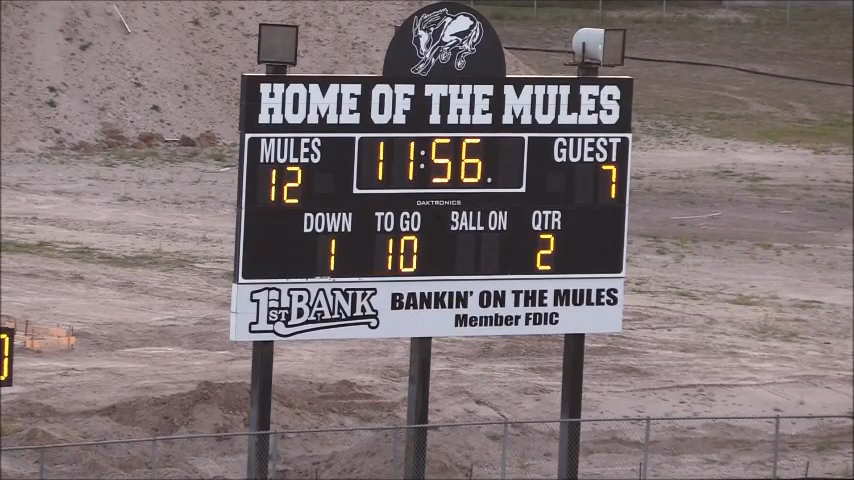 HOME OF THE MULES
MULES 11:56. GUEST
12 7
DAKTRONICS
DOWN TO GO BALL ON QTR
1 10 2
1ST BANK BANKIN' ON THE MULES
Member FDIC